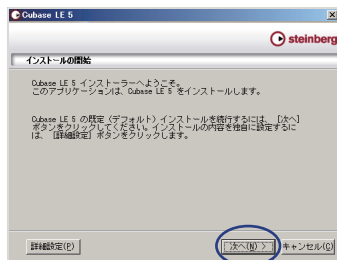 Cubase LE 5
steinberg
インストールの開始
Cubase LE 5 インストーラーへようこそ。
このアプリケーションは、Cubase LE 5 をインストールします。
Cubase LE 5 の既定 (デフォルト) インストールを続行するには、 [次へ]
ボタンをクリックしてください。インストールの内容を独自に設定するに
は、 [詳細設定] ボタンをクリックします。
詳細設定(P)
次へ(N) >
キャンセル(C)